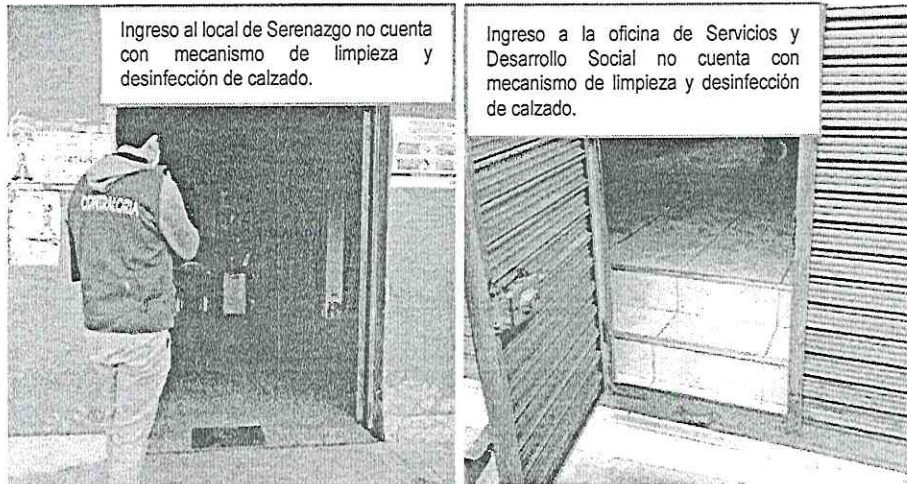 Ingreso al local de Serenazgo no cuenta
con mecanismo de limpieza y
desinfección de calzado.
Ingreso a la oficina de Servicios y
Desarrollo Social no cuenta con
mecanismo de limpieza y desinfección
de calzado.
CONTRALORÍA